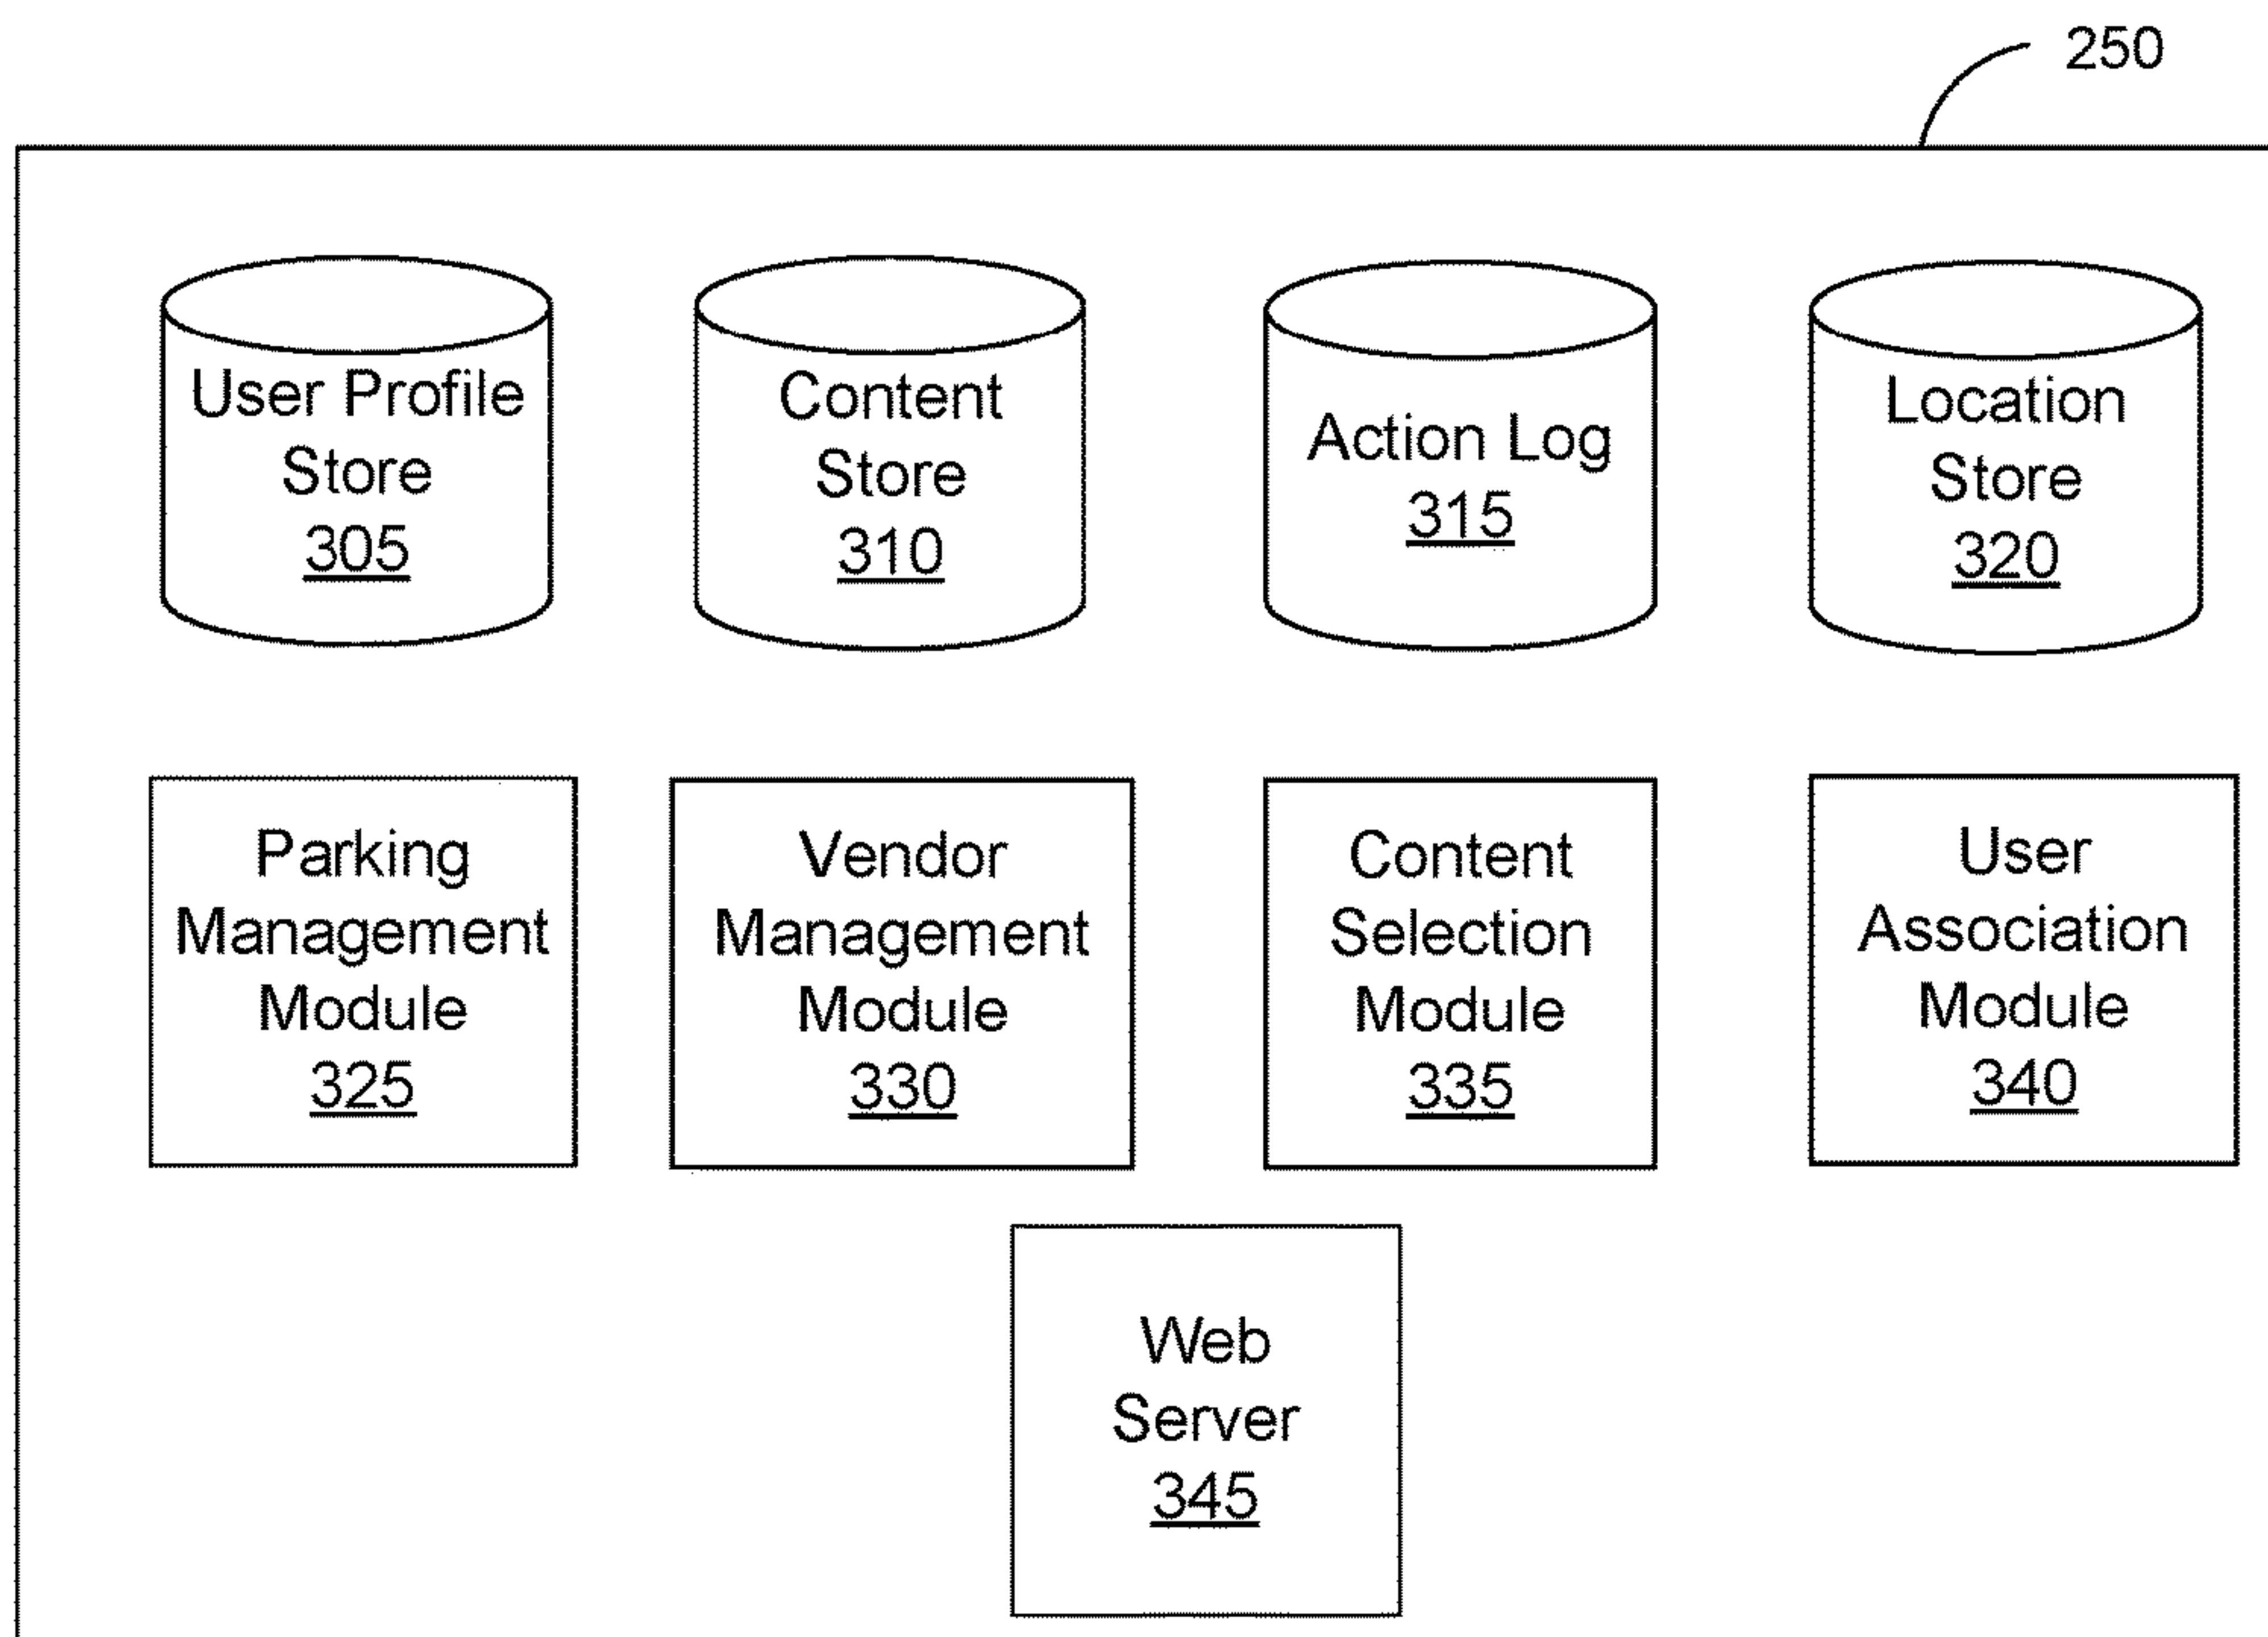 250
User Profile
Store
305
Content
Store
310
Action Log
315
Location
Store
320
Parking
Management
Module
325
Vendor
Management
Module
330
Content
Selection
Module
335
User
Association
Module
340
Web
Server
345